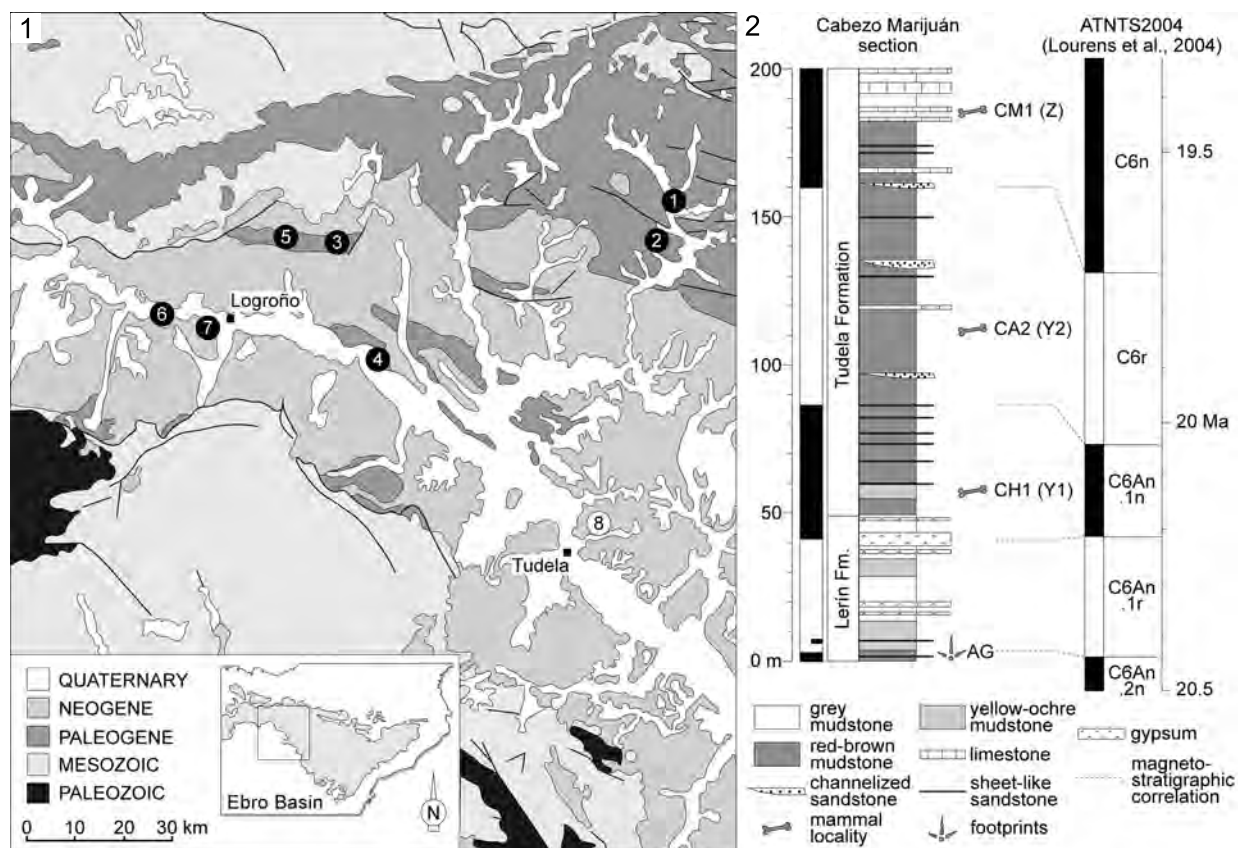 1
1
2
5
3
6
7
Logroño
4
8
Tudela
QUATERNARY
NEOGENE
PALEOGENE
MESOZOIC
PALEOZOIC
0 10 20 30 km
Ebro Basin
N
2
Cabezo Marijuán
section
ATNTS2004
(Lourens et al., 2004)
200
150
100
50
0 m
Tudela Formation
Lerín Fm.
CM1 (Z)
CA2 (Y2)
CH1 (Y1)
AG
C6n
C6r
C6An
.1n
C6An
.1r
C6An
.2n
19.5
20 Ma
20.5
grey
mudstone
red-brown
mudstone
channelized
sandstone
mammal
locality
yellow-ochre
mudstone
limestone
sheet-like
sandstone
footprints
gypsum
magneto-
stratigraphic
correlation